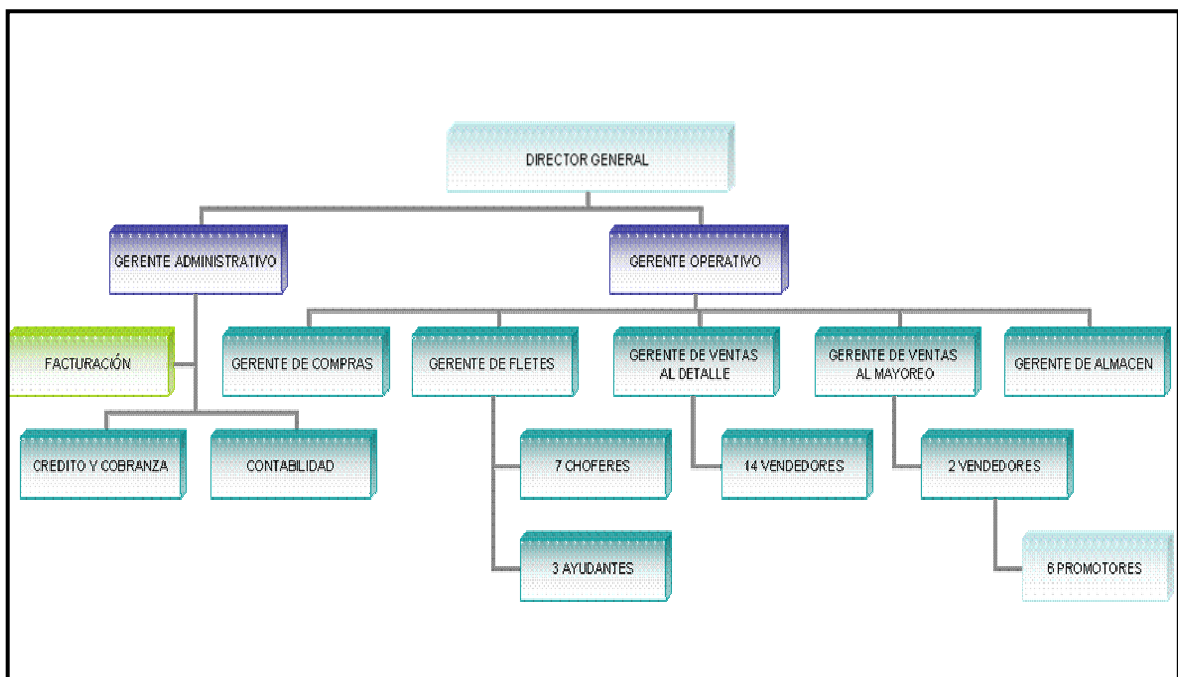 DIRECTOR GENERAL
GERENTE ADMINISTRATIVO
GERENTE OPERATIVO
FACTURACIÓN
GERENTE DE COMPRAS
GERENTE DE FLETES
GERENTE DE VENTAS
AL DETALLE
GERENTE DE VENTAS
AL MAYOREO
GERENTE DE ALMACEN
CREDITO Y COBRANZA
CONTABILIDAD
7 CHOFERES
14 VENDEDORES
2 VENDEDORES
3 AYUDANTES
6 PROMOTORES